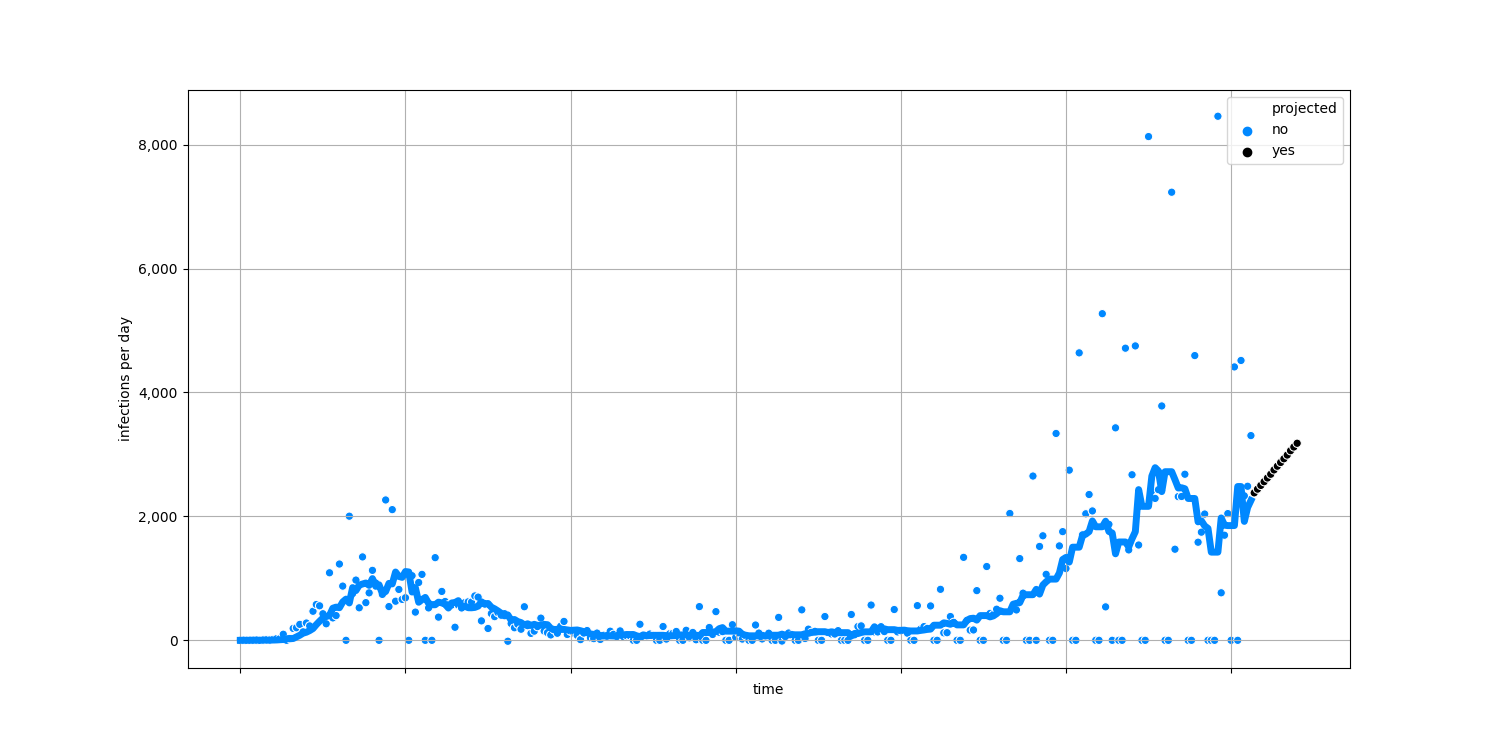 projected
no
yes
8,000
6,000
4,000
2,000
0
infections per day
time